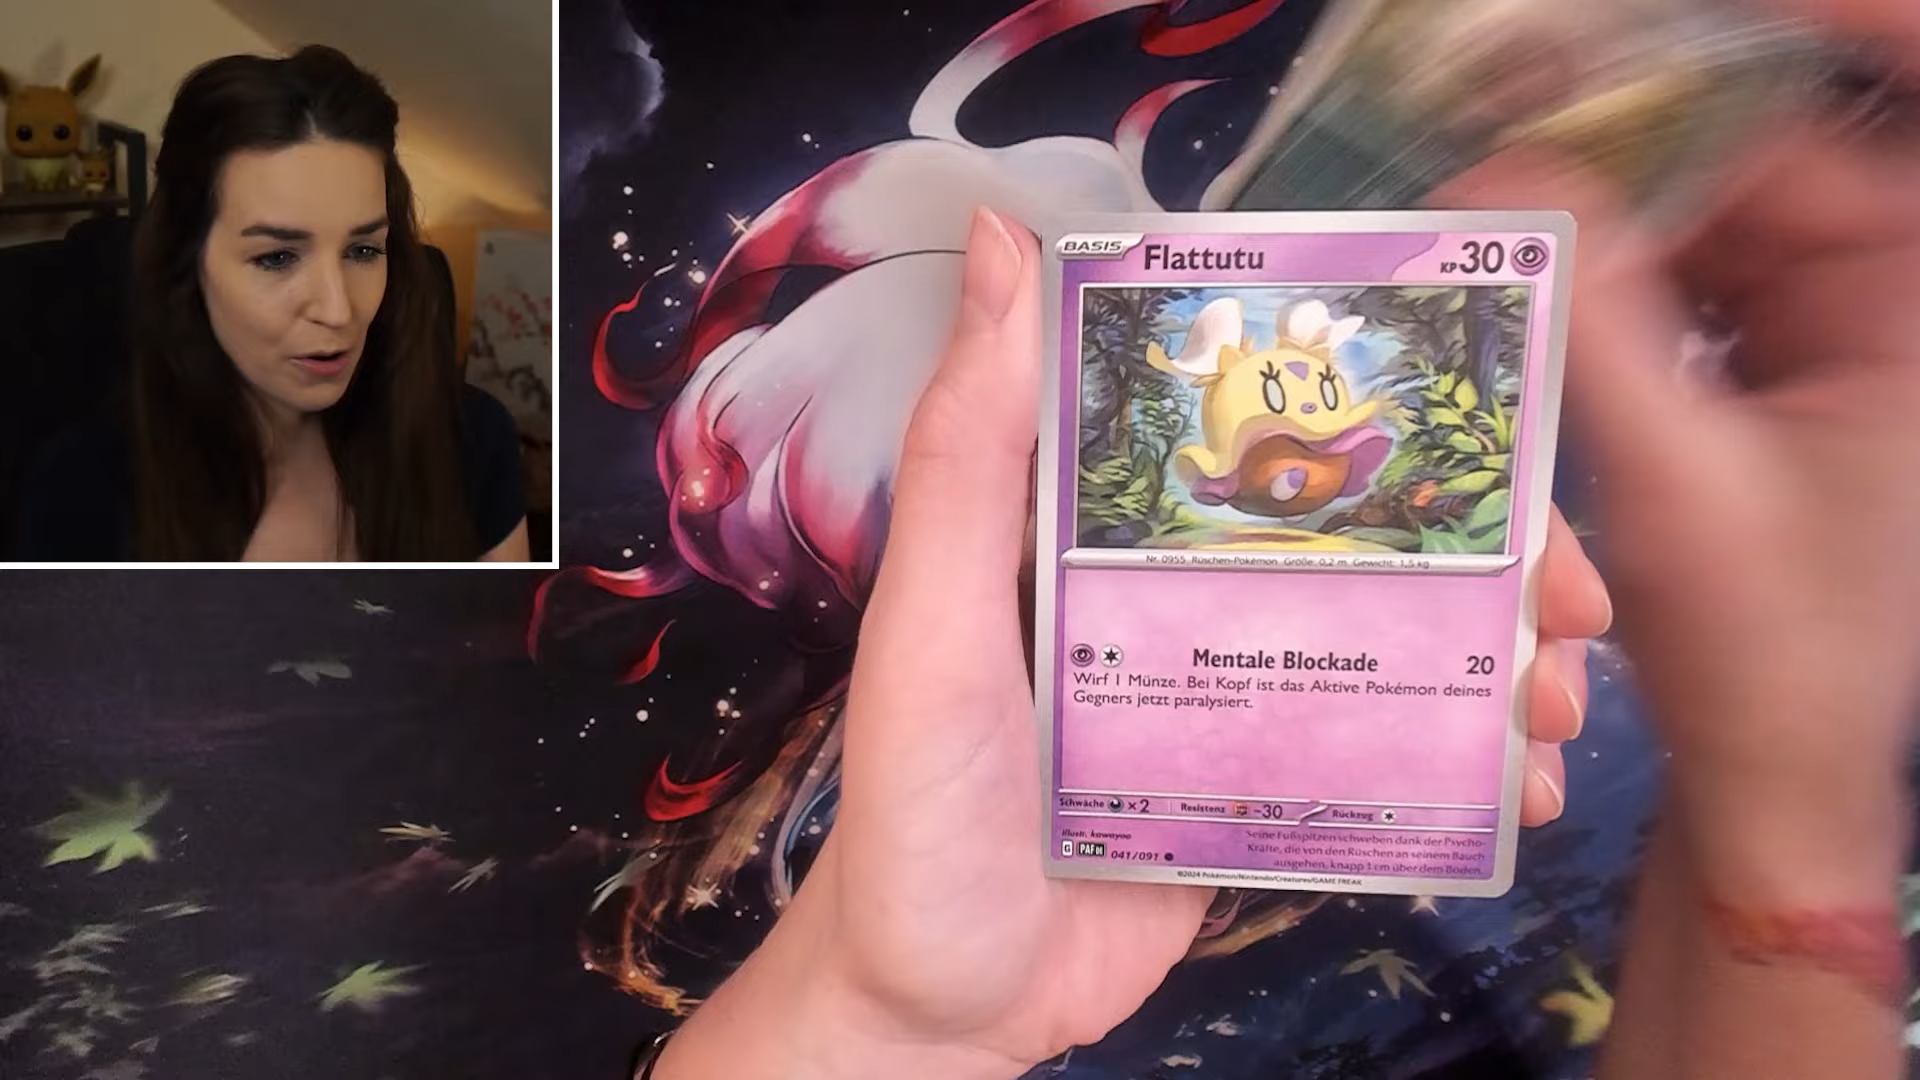 BASIS Flattutu KP 30
Nr. 0955 Rüschen-Pokémon Größe: 0,2 m Gewicht: 1,5 kg
Mentale Blockade 20
Wirf 1 Münze. Bei Kopf ist das Aktive Pokémon deines
Gegners jetzt paralysiert.
Schwäche ×2 Resistenz -30 Rückzug
Illustr. kawayoo
G PAF DE 041/091
Seine Fußspitzen schweben dank der Psycho-
Kräfte, die von den Rüschen an seinem Bauch
ausgehen, knapp 1 cm über dem Boden.
©2024 Pokémon/Nintendo/Creatures/GAME FREAK